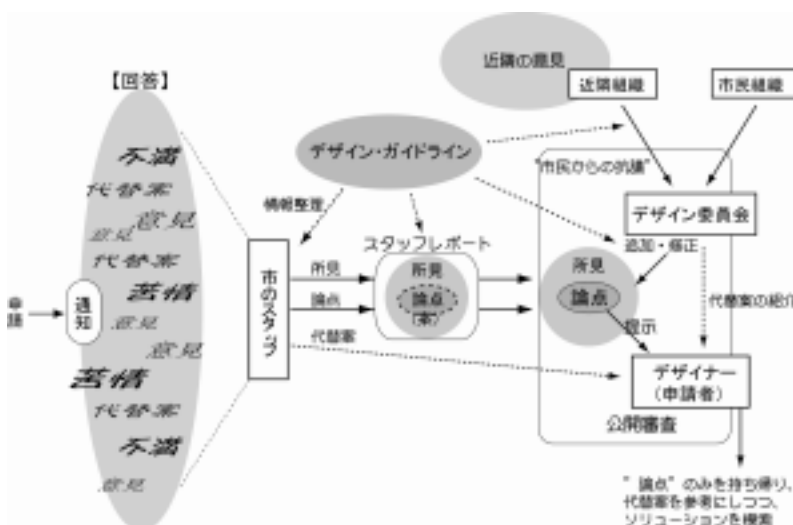 【回答】
不満
代替案
意見
意見
代替案
苦情
意見
意見
苦情
代替案
不満
意見
申請
通知
市のスタッフ
情報整理
所見
論点
代替案
デザイン・ガイドライン
スタッフレポート
所見
論点
(案)
近隣の意見
近隣組織
市民組織
"市民からの抗議"
デザイン委員会
追加・修正
所見
論点
提示
代替案の紹介
デザイナー
(申請者)
公開審査
"論点"のみを持ち帰り、
代替案を参考にしつつ、
ソリューションを模索